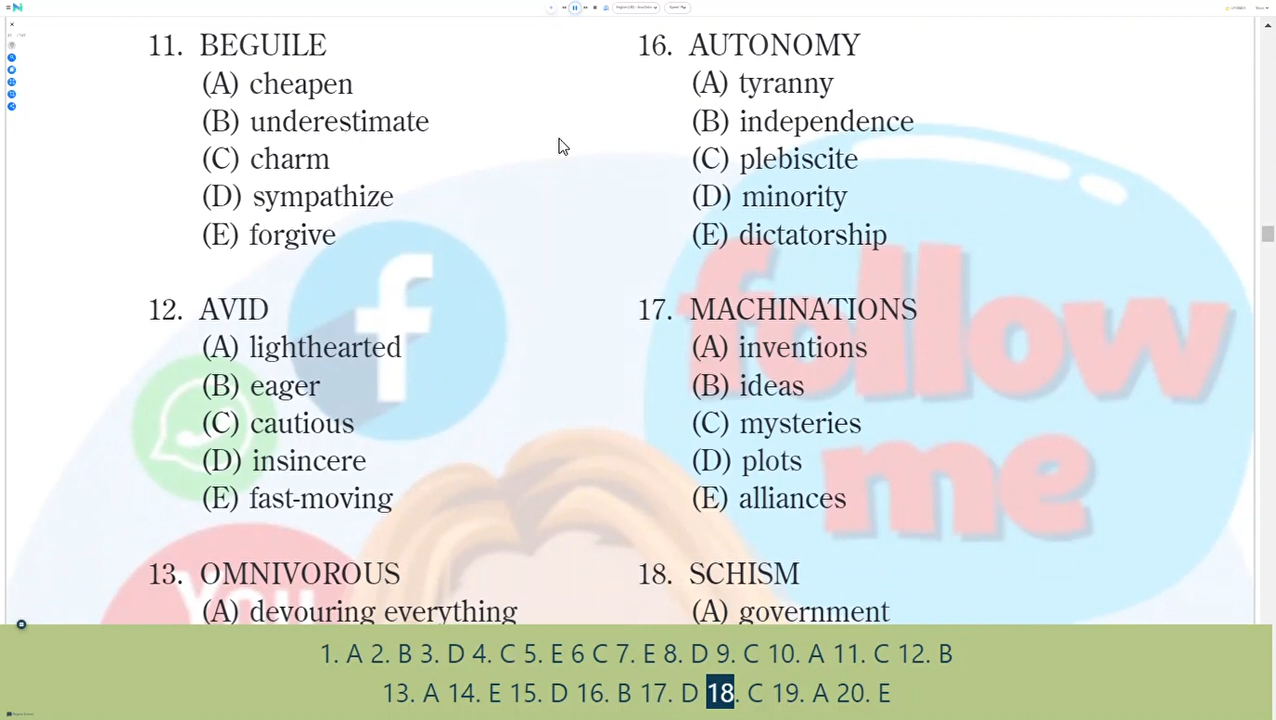 11. BEGUILE
(A) cheapen
(B) underestimate
(C) charm
(D) sympathize
(E) forgive
12. AVID
(A) lighthearted
(B) eager
(C) cautious
(D) insincere
(E) fast-moving
13. OMNIVOROUS
(A) devouring everything
16. AUTONOMY
(A) tyranny
(B) independence
(C) plebiscite
(D) minority
(E) dictatorship
17. MACHINATIONS
(A) inventions
(B) ideas
(C) mysteries
(D) plots
(E) alliances
18. SCHISM
(A) government
follow
me
You
1. A 2. B 3. D 4. C 5. E 6 C 7. E 8. D 9. C 10. A 11. C 12. B
13. A 14. E 15. D 16. B 17. D 18. C 19. A 20. E